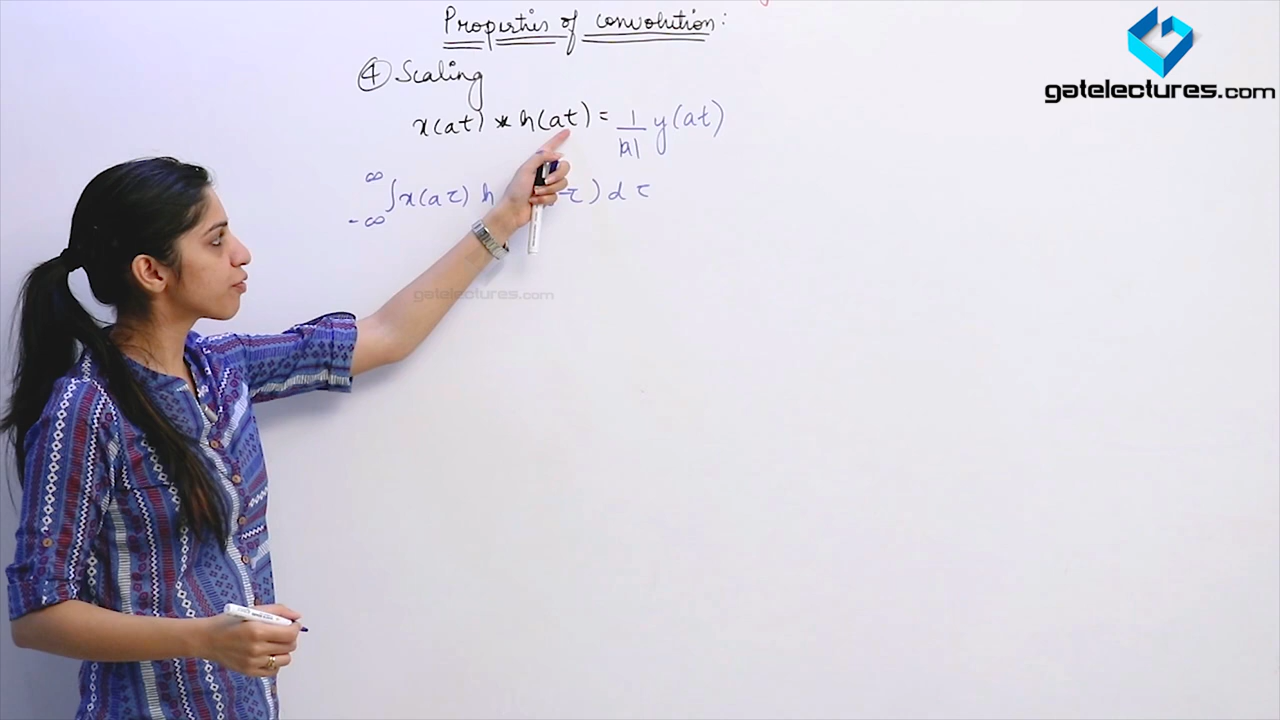 Properties of convolution:
④ Scaling
x(at) * h(at) = 1/|a| y(at)
∞
∫x(aτ) h -τ) dτ
-∞
gatelectures.com
gatelectures.com